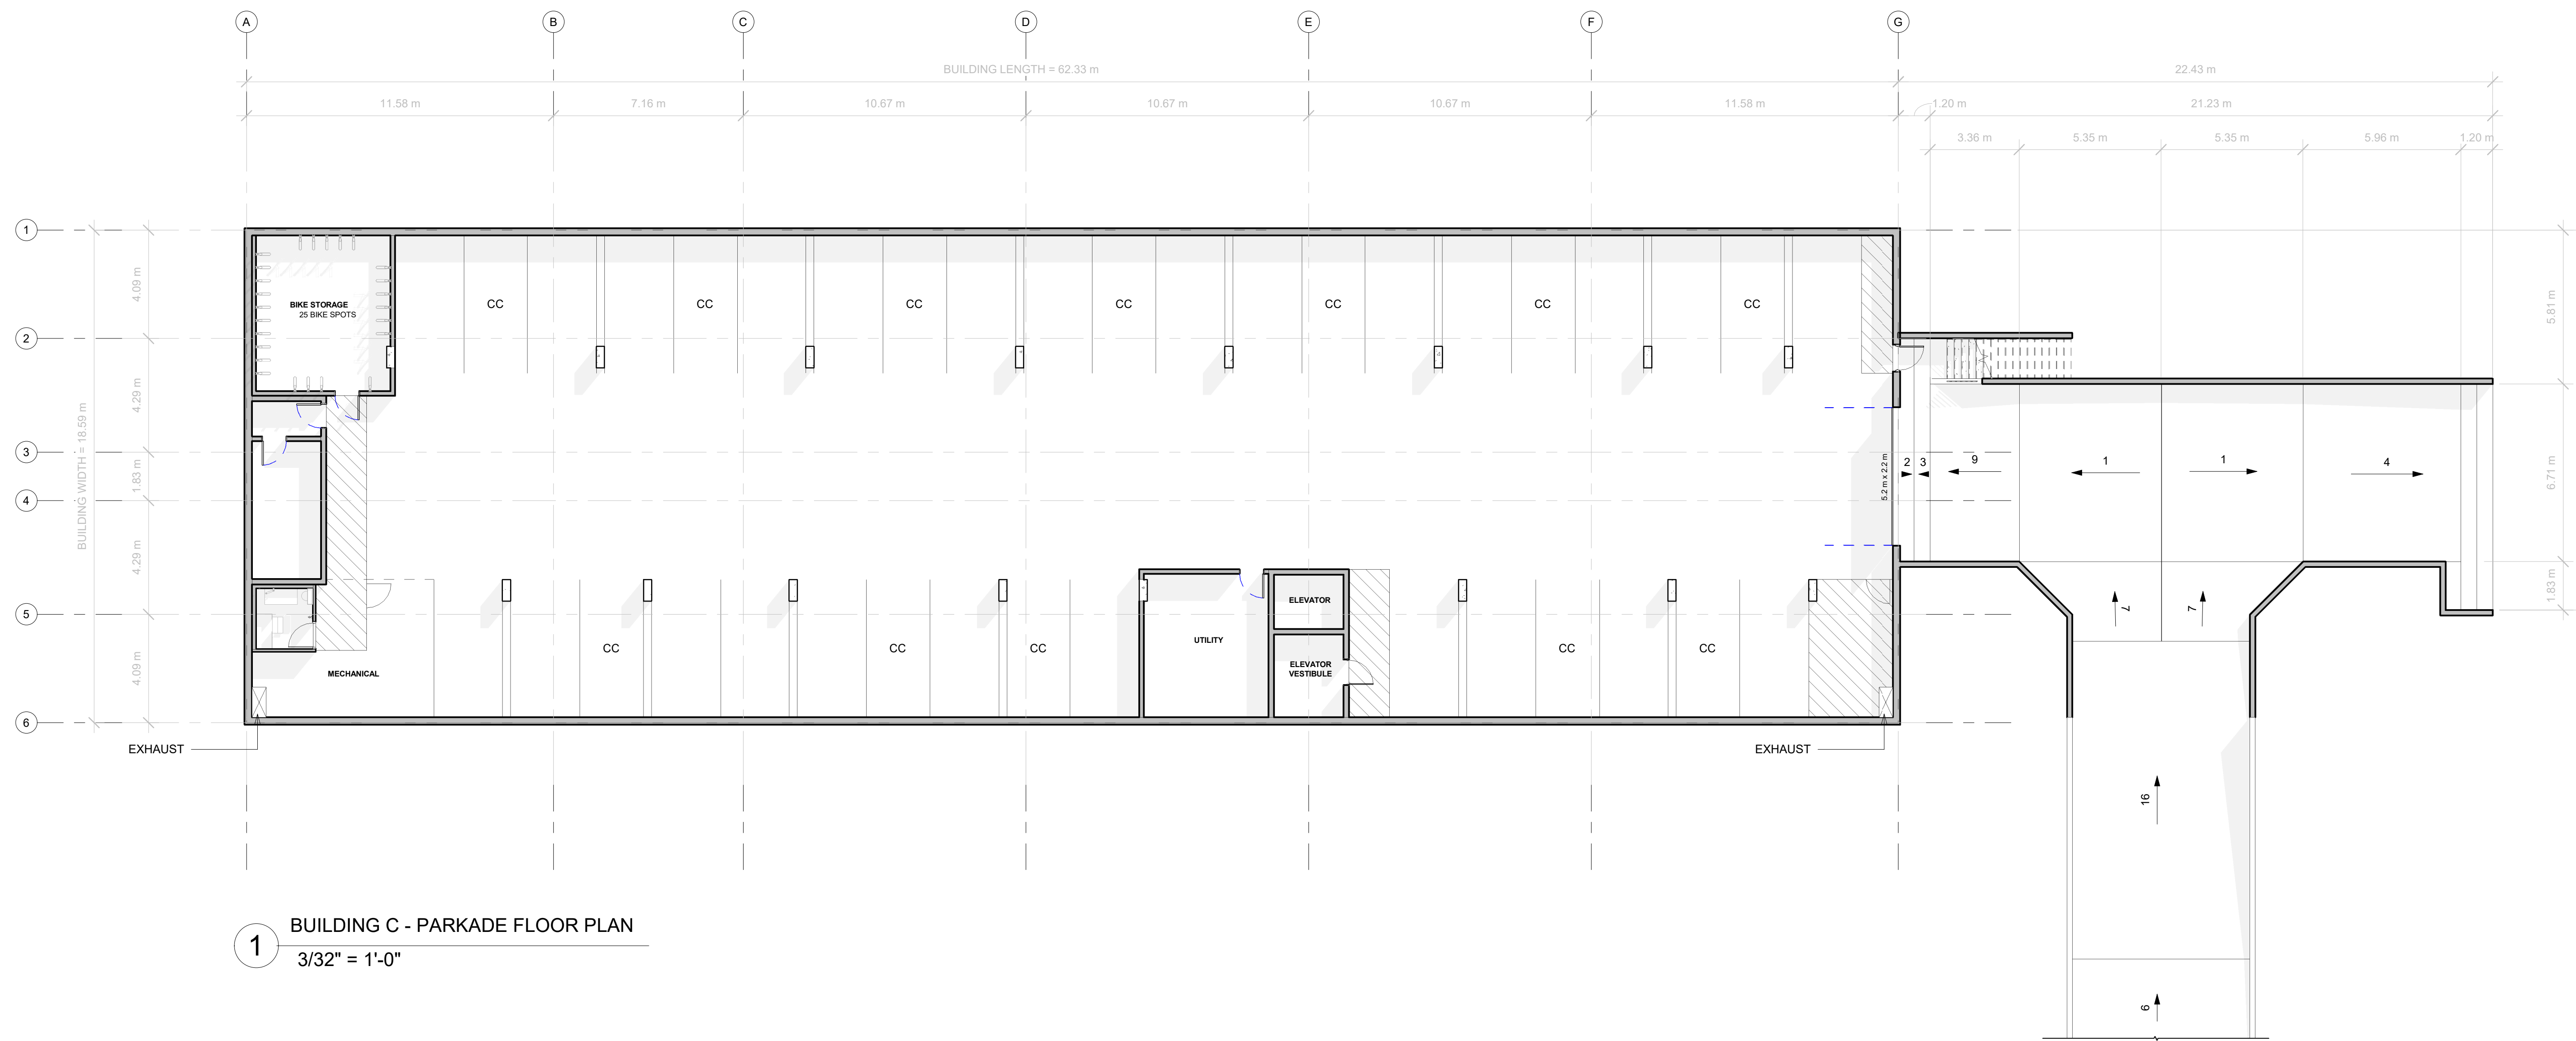 A B C D E F G
BUILDING LENGTH = 62.33 m
22.43 m
11.58 m 7.16 m 10.67 m 10.67 m 10.67 m 11.58 m 1.20 m 21.23 m
3.36 m 5.35 m 5.35 m 5.96 m 1.20 m
1
2
3
4
5
6
BUILDING WIDTH = 18.59 m
4.09 m
4.29 m
1.83 m
4.29 m
4.09 m
5.81 m
6.71 m
1.83 m
BIKE STORAGE
25 BIKE SPOTS
CC CC CC CC CC CC CC
5.2 m x 2.2 m
2 3 9 1 1 4
7 7
16
6
ELEVATOR
UTILITY
ELEVATOR
VESTIBULE
MECHANICAL
CC CC CC CC CC
EXHAUST
EXHAUST
1
BUILDING C - PARKADE FLOOR PLAN
3/32" = 1'-0"